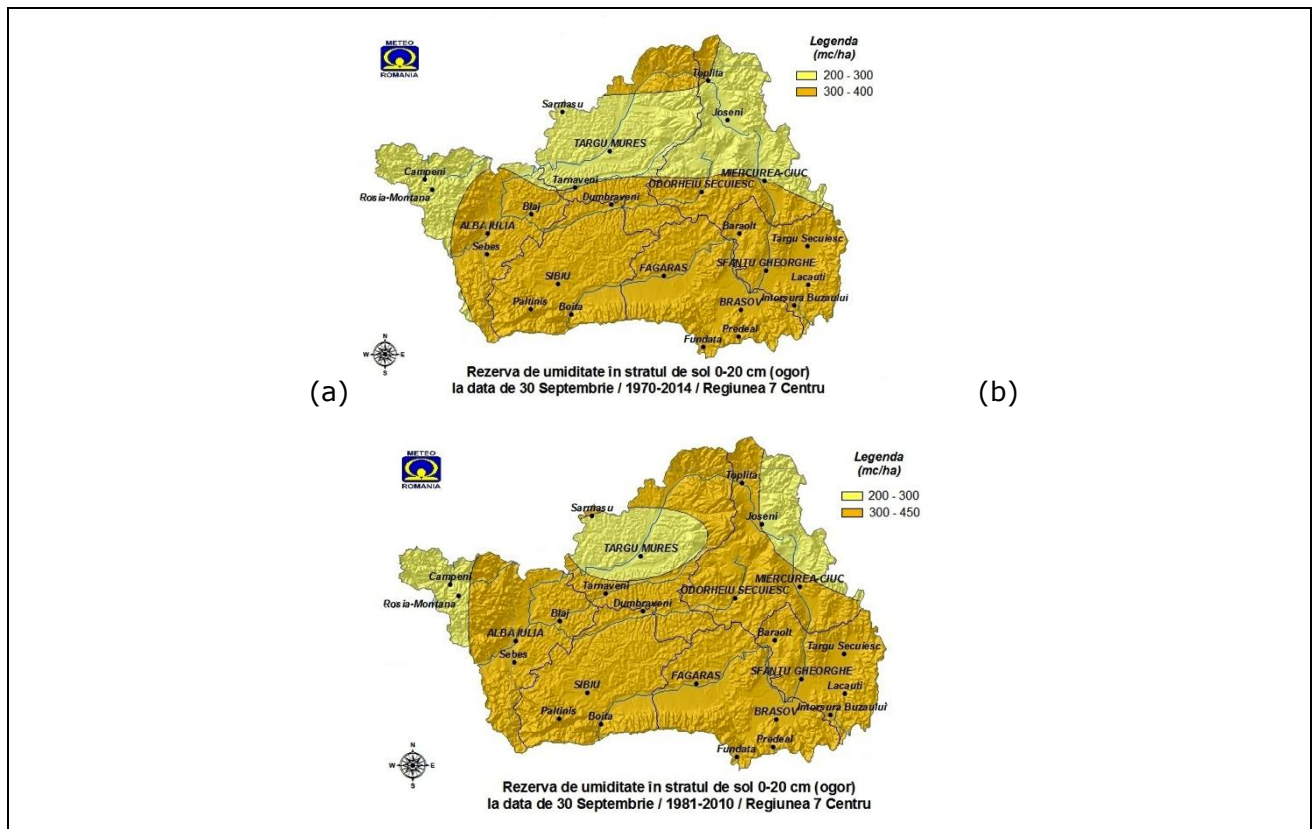 METEO
ROMANIA
Legenda
(mc/ha)
200 - 300
300 - 400
Toplita
Sarmasu
Joseni
TARGU MURES
Campeni
Rosia-Montana
Tarnaveni
MIERCUREA-CIUC
ODORHEIU SECUIESC
Dumbraveni
Blaj
ALBA IULIA
Baraolt
Targu Secuiesc
Sebes
SIBIU
FAGARAS
SFANTU GHEORGHE
Lacauti
Paltinis
Boita
BRASOV
Intorsura Buzaului
Predeal
Fundata
N
W
E
S
Rezerva de umiditate în stratul de sol 0-20 cm (ogor)
la data de 30 Septembrie / 1970-2014 / Regiunea 7 Centru
(a)
(b)
METEO
ROMANIA
Legenda
(mc/ha)
200 - 300
300 - 450
Toplita
Sarmasu
Joseni
TARGU MURES
Campeni
Rosia-Montana
Tarnaveni
MIERCUREA-CIUC
ODORHEIU SECUIESC
Dumbraveni
Blaj
ALBA IULIA
Baraolt
Targu Secuiesc
Sebes
SIBIU
FAGARAS
SFANTU GHEORGHE
Lacauti
Paltinis
Boita
BRASOV
Intorsura Buzaului
Predeal
Fundata
N
W
E
S
Rezerva de umiditate în stratul de sol 0-20 cm (ogor)
la data de 30 Septembrie / 1981-2010 / Regiunea 7 Centru